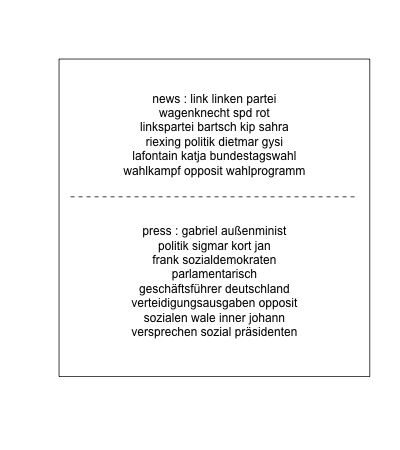 news : link linken partei
wagenknecht spd rot
linkspartei bartsch kip sahra
riexing politik dietmar gysi
lafontain katja bundestagswahl
wahlkampf opposit wahlprogramm
press : gabriel außenminist
politik sigmar kort jan
frank sozialdemokraten
parlamentarisch
geschäftsführer deutschland
verteidigungsausgaben opposit
sozialen wale inner johann
versprechen sozial präsidenten